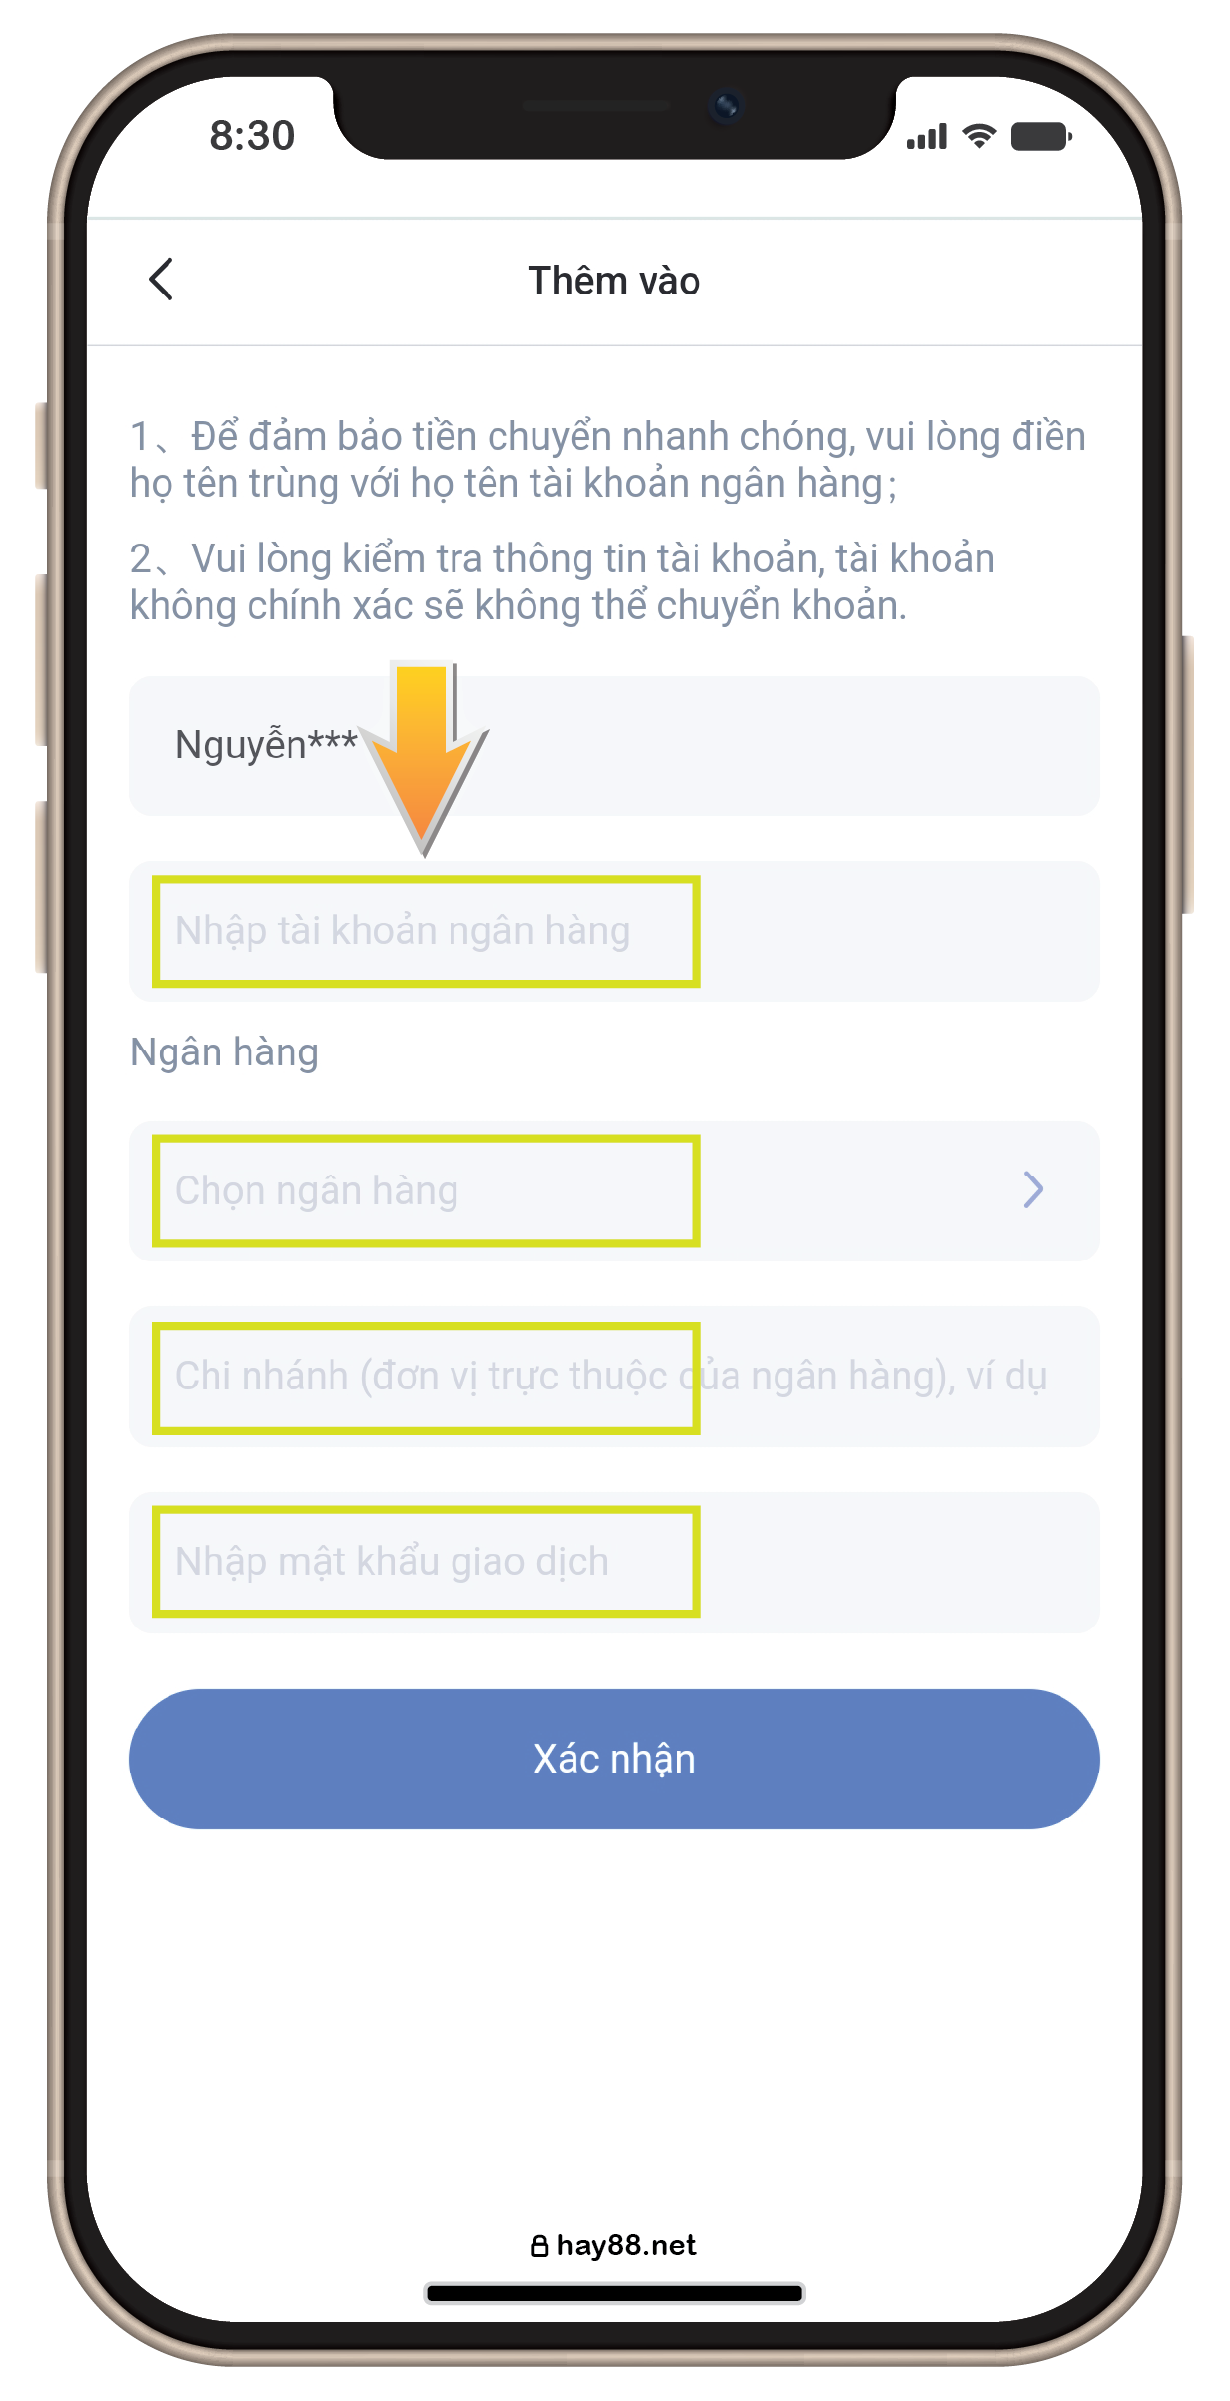 8:30
Thêm vào
1、Để đảm bảo tiền chuyển nhanh chóng, vui lòng điền
họ tên trùng với họ tên tài khoản ngân hàng;
2、Vui lòng kiểm tra thông tin tài khoản, tài khoản
không chính xác sẽ không thể chuyển khoản.
Nguyễn***
Nhập tài khoản ngân hàng
Ngân hàng
Chọn ngân hàng
Chi nhánh (đơn vị trực thuộc của ngân hàng), ví dụ
Nhập mật khẩu giao dịch
Xác nhận
hay88.net